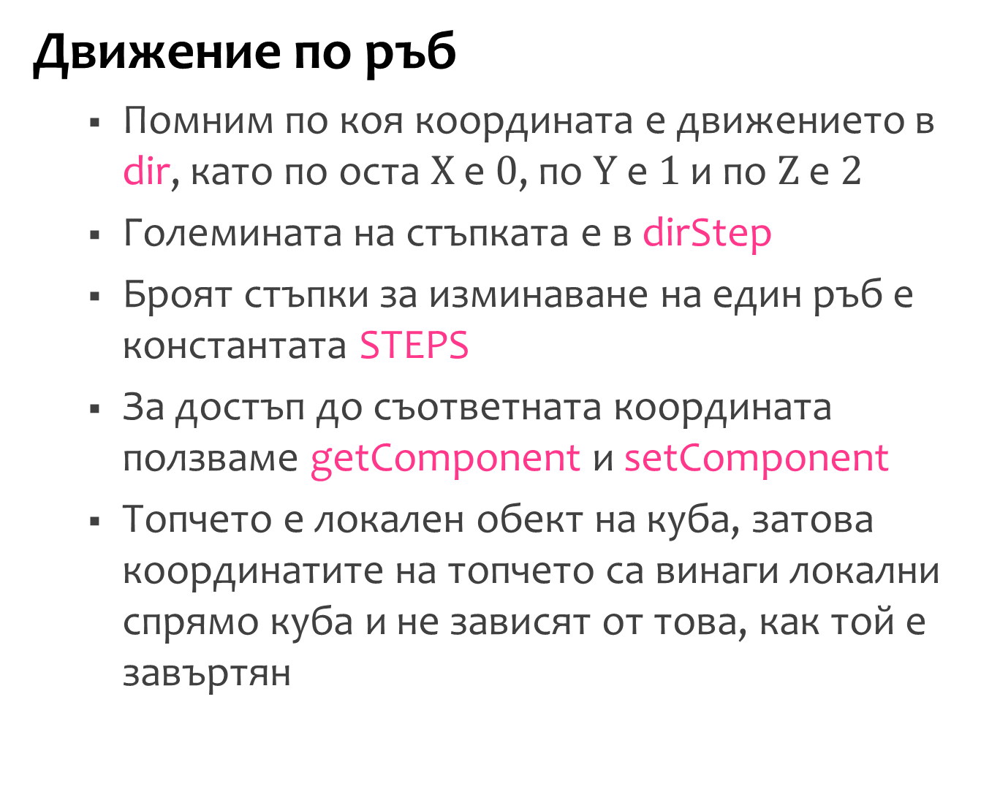 Движение по ръб
▪ Помним по коя координата е движението в
dir, като по оста X е 0, по Y е 1 и по Z е 2
▪ Големината на стъпката е в dirStep
▪ Броят стъпки за изминаване на един ръб е
константата STEPS
▪ За достъп до съответната координата
ползваме getComponent и setComponent
▪ Топчето е локален обект на куба, затова
координатите на топчето са винаги локални
спрямо куба и не зависят от това, как той е
завъртян